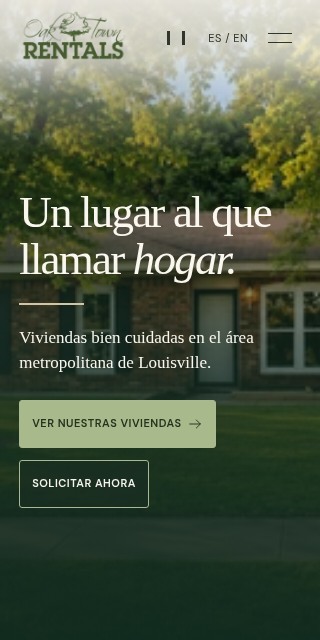 Oak Town
RENTALS
ES / EN
Un lugar al que
llamar hogar.
Viviendas bien cuidadas en el área
metropolitana de Louisville.
VER NUESTRAS VIVIENDAS
SOLICITAR AHORA